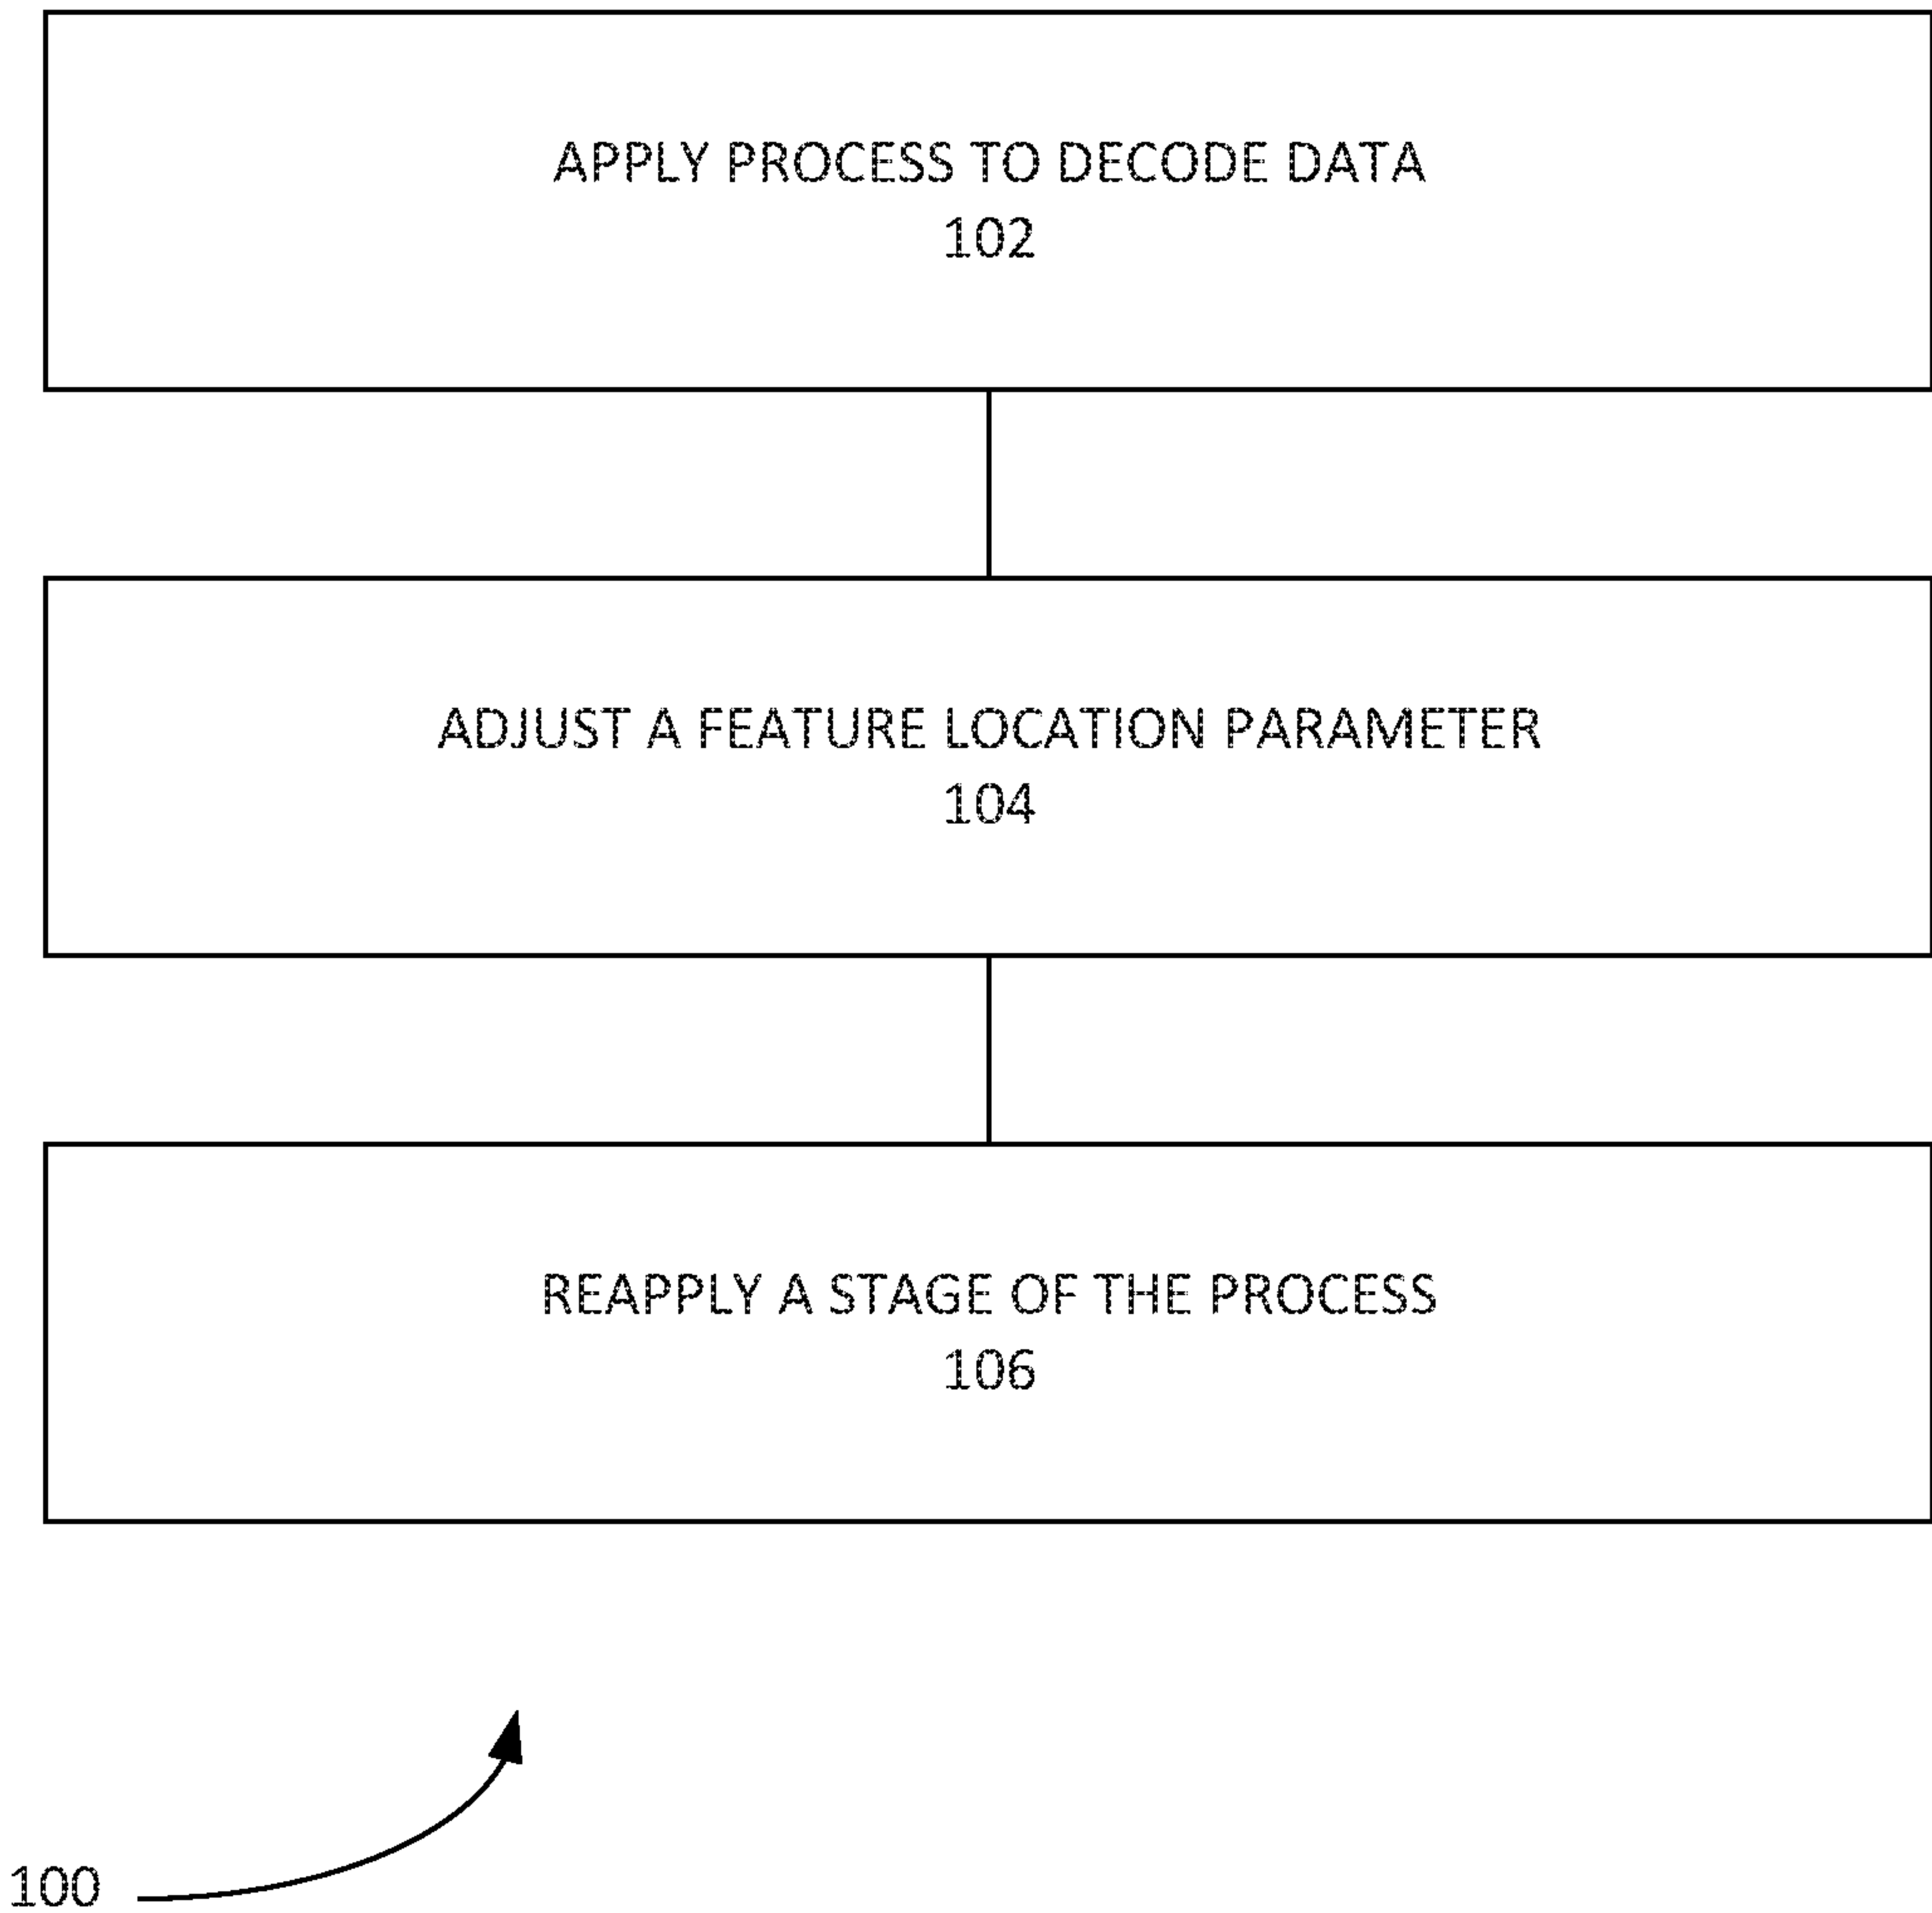 APPLY PROCESS TO DECODE DATA
102
ADJUST A FEATURE LOCATION PARAMETER
104
REAPPLY A STAGE OF THE PROCESS
106
100